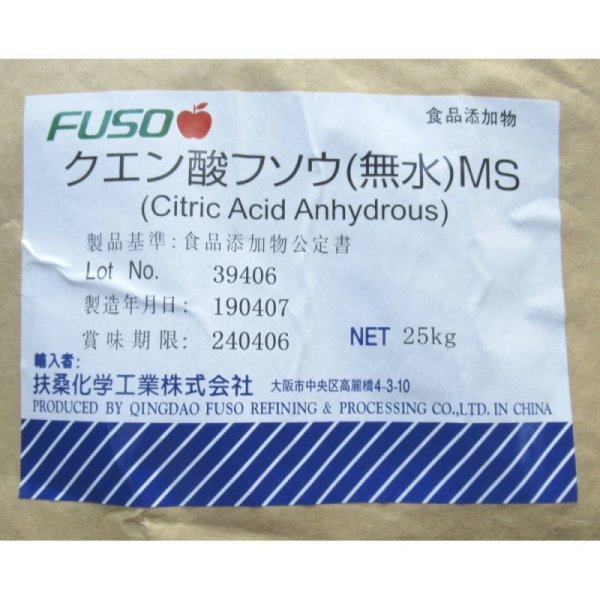 FUSO
食品添加物
クエン酸フソウ(無水)MS
(Citric Acid Anhydrous)
製品基準:食品添加物公定書
Lot No. 39406
製造年月日: 190407
賞味期限: 240406 NET 25kg
輸入者:
扶桑化学工業株式会社 大阪市中央区高麗橋4-3-10
PRODUCED BY QINGDAO FUSO REFINING & PROCESSING CO.,LTD. IN CHINA